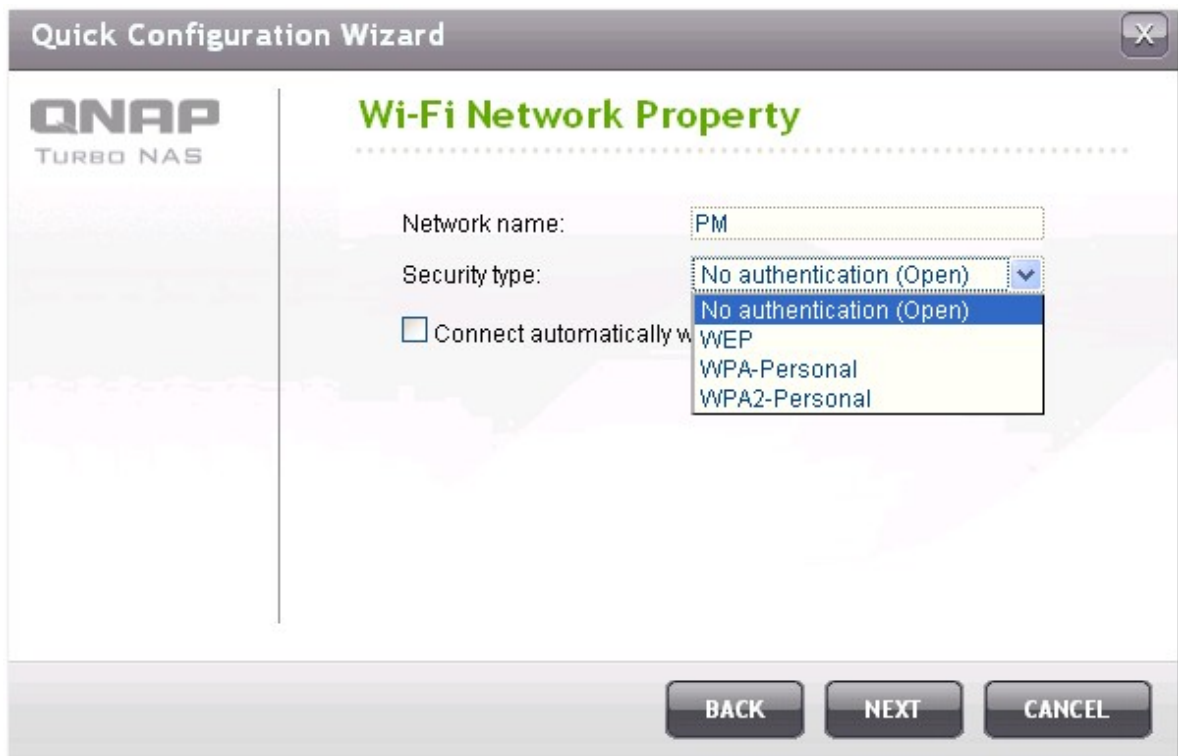 Quick Configuration Wizard
X
QNAP
TURBO NAS
Wi-Fi Network Property
Network name:
PM
Security type:
No authentication (Open)
No authentication (Open)
WEP
WPA-Personal
WPA2-Personal
Connect automatically w
BACK
NEXT
CANCEL